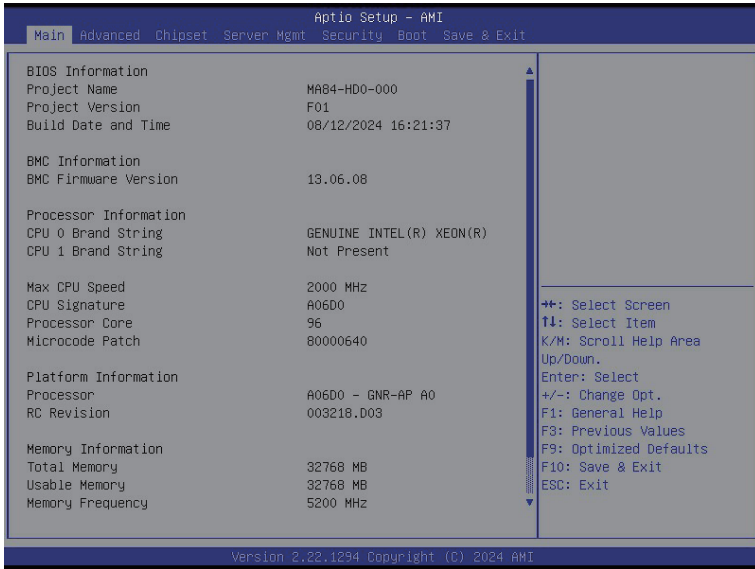 Aptio Setup - AMI
Main Advanced Chipset Server Mgmt Security Boot Save & Exit
BIOS Information
Project Name MA84-HD0-000
Project Version F01
Build Date and Time 08/12/2024 16:21:37
BMC Information
BMC Firmware Version 13.06.08
Processor Information
CPU 0 Brand String GENUINE INTEL(R) XEON(R)
CPU 1 Brand String Not Present
Max CPU Speed 2000 MHz
CPU Signature A06D0
Processor Core 96
Microcode Patch 80000640
Platform Information
Processor A06D0 - GNR-AP A0
RC Revision 003218.D03
Memory Information
Total Memory 32768 MB
Usable Memory 32768 MB
Memory Frequency 5200 MHz
→←: Select Screen
↑↓: Select Item
K/M: Scroll Help Area
Up/Down.
Enter: Select
+/-: Change Opt.
F1: General Help
F3: Previous Values
F9: Optimized Defaults
F10: Save & Exit
ESC: Exit
Version 2.22.1294 Copyright (C) 2024 AMI